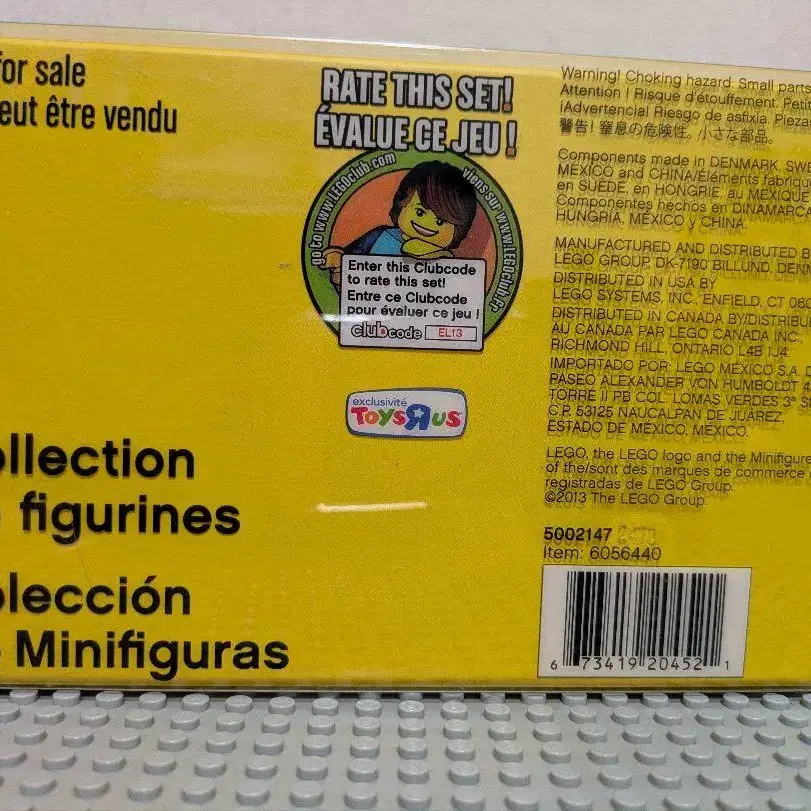 for sale
eut être vendu
RATE THIS SET!
ÉVALUE CE JEU !
go to www.LEGOclub.com
viens sur www.LEGOclub.fr
Enter this Clubcode
to rate this set!
Entre ce Clubcode
pour évaluer ce jeu !
clubcode EL13
exclusivité
TOYSЯUS
ollection
figurines
olección
Minifiguras
Warning! Choking hazard. Small parts
Attention ! Risque d'étouffement. Petit
¡Advertencia! Riesgo de asfixia. Piezas
警告! 窒息の危険性。小さな部品。
Components made in DENMARK, SWE
MEXICO and CHINA/Éléments fabriqu
en SUÈDE, en HONGRIE, au MEXIQUE
Componentes hechos en DINAMARCA
HUNGRÍA, MÉXICO y CHINA.
MANUFACTURED AND DISTRIBUTED B
LEGO GROUP, DK-7190 BILLUND, DENM
DISTRIBUTED IN USA BY
LEGO SYSTEMS, INC., ENFIELD, CT 060
DISTRIBUTED IN CANADA BY/DISTRIBU
AU CANADA PAR LEGO CANADA INC.
RICHMOND HILL, ONTARIO L4B 1J4.
IMPORTADO POR: LEGO MÉXICO S.A. D
PASEO ALEXANDER VON HUMBOLDT 4
TORRE II PB COL. LOMAS VERDES 3ª S
C.P. 53125 NAUCALPAN DE JUÁREZ,
ESTADO DE MÉXICO, MÉXICO.
LEGO, the LEGO logo and the Minifigure
of the/sont des marques de commerce
registradas de LEGO Group.
©2013 The LEGO Group.
5002147
Item: 6056440
6 73419 20452 1